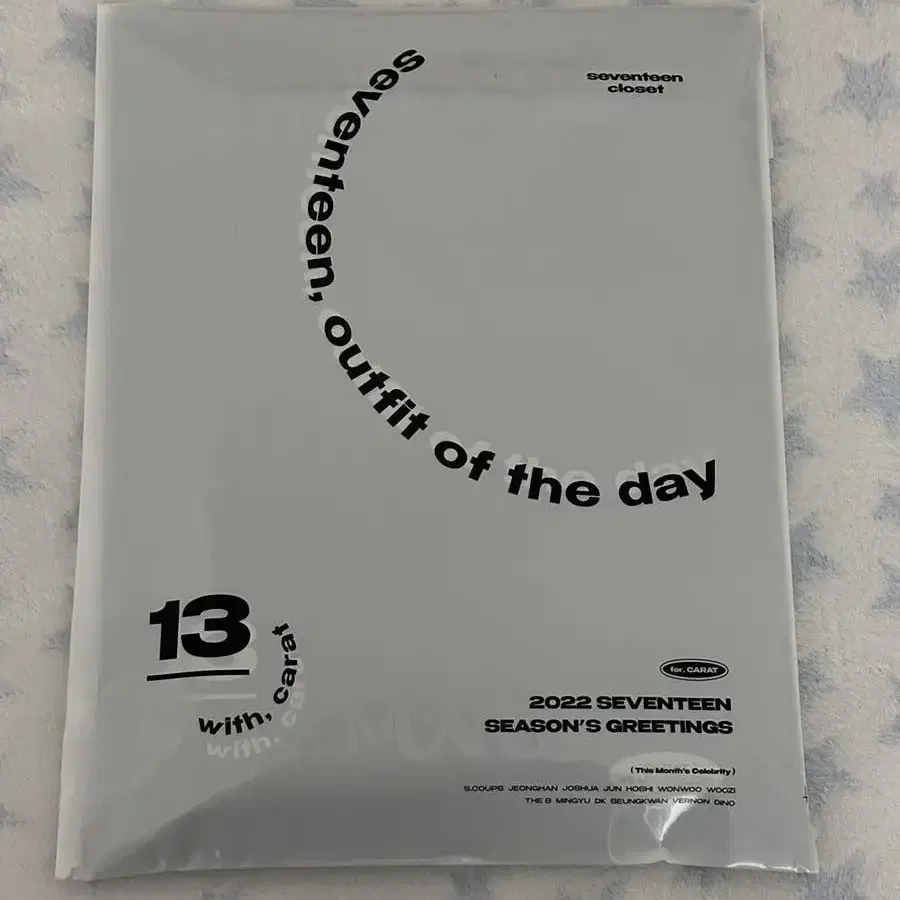 seventeen
closet
seventeen, outfit of the day
13
with, carat
for. CARAT
2022 SEVENTEEN
SEASON'S GREETINGS
( This Month's Celebrity )
S.COUPS JEONGHAN JOSHUA JUN HOSHI WONWOO WOOZI
THE 8 MINGYU DK SEUNGKWAN VERNON DINO